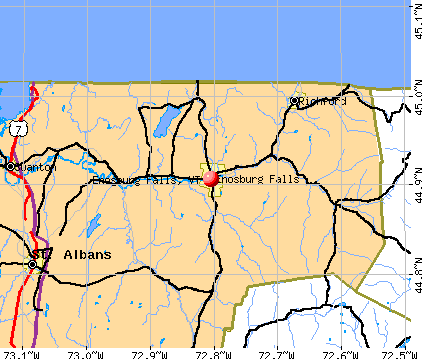 45.1°N
45.0°N
Richford
7
Swanton
Enosburg Falls, VT
Enosburg Falls
44.9°N
St. Albans
44.8°N
73.1°W 73.0°W 72.9°W 72.8°W 72.7°W 72.6°W 72.5°W